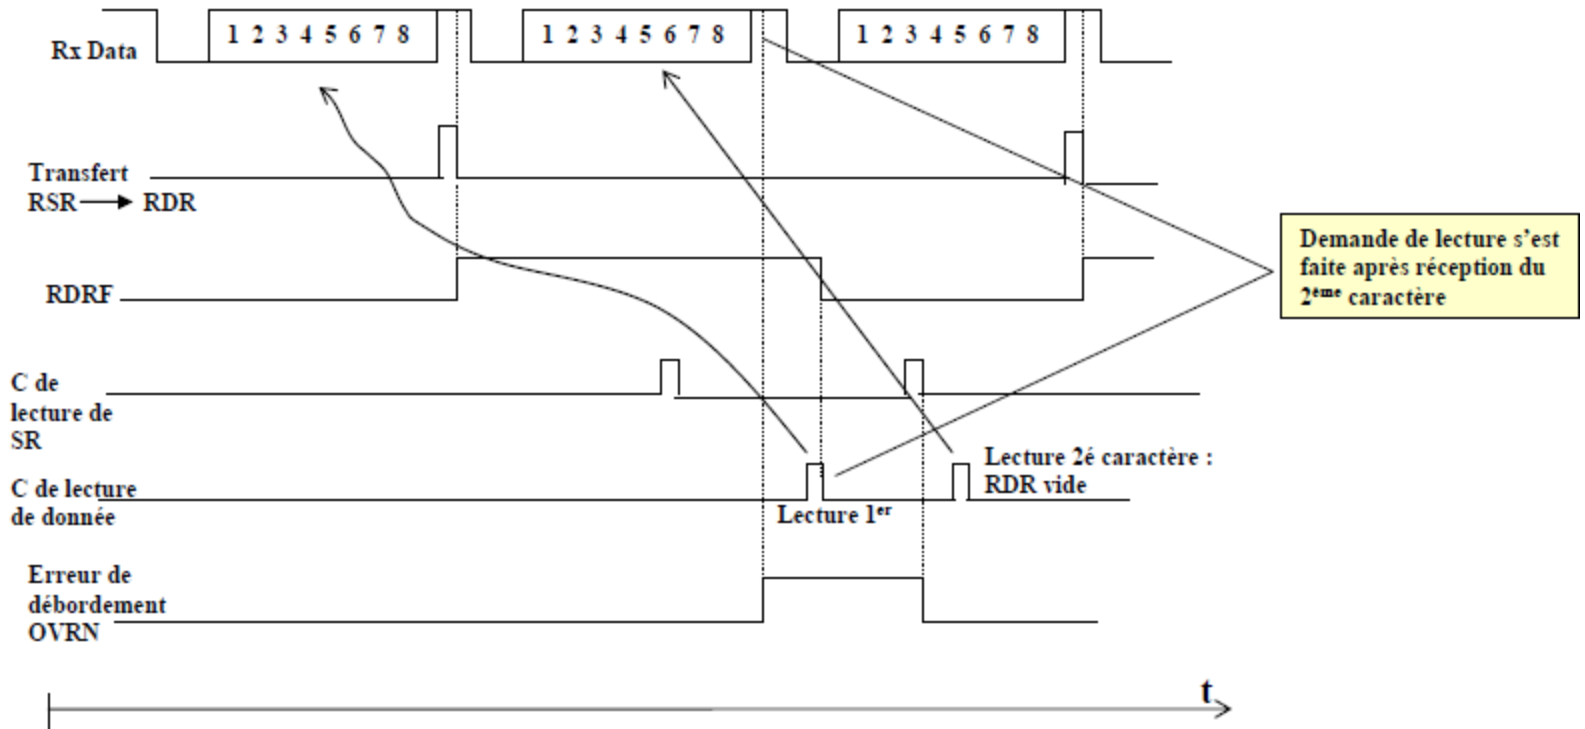 1 2 3 4 5 6 7 8
1 2 3 4 5 6 7 8
1 2 3 4 5 6 7 8
Rx Data
Transfert
RSR RDR
Demande de lecture s’est
faite après réception du
2ème caractère
RDRF
C de
lecture de
SR
Lecture 2é caractère :
RDR vide
C de lecture
de donnée
Lecture 1er
Erreur de
débordement
OVRN
t